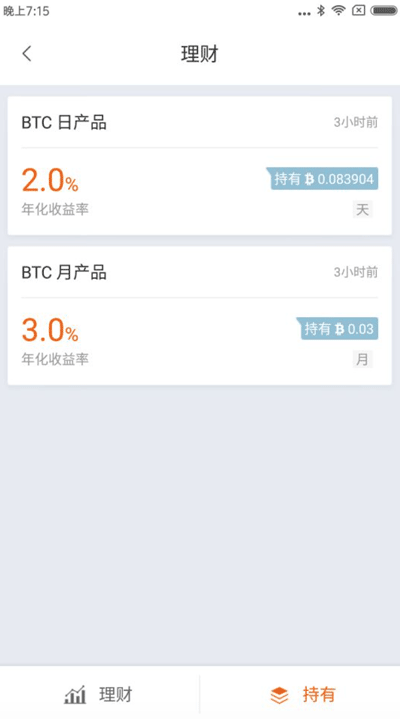 晚上7:15
理财
BTC 日产品
3小时前
2.0%
持有 ₿ 0.083904
年化收益率
天
BTC 月产品
3小时前
3.0%
持有 ₿ 0.03
年化收益率
月
理财
持有